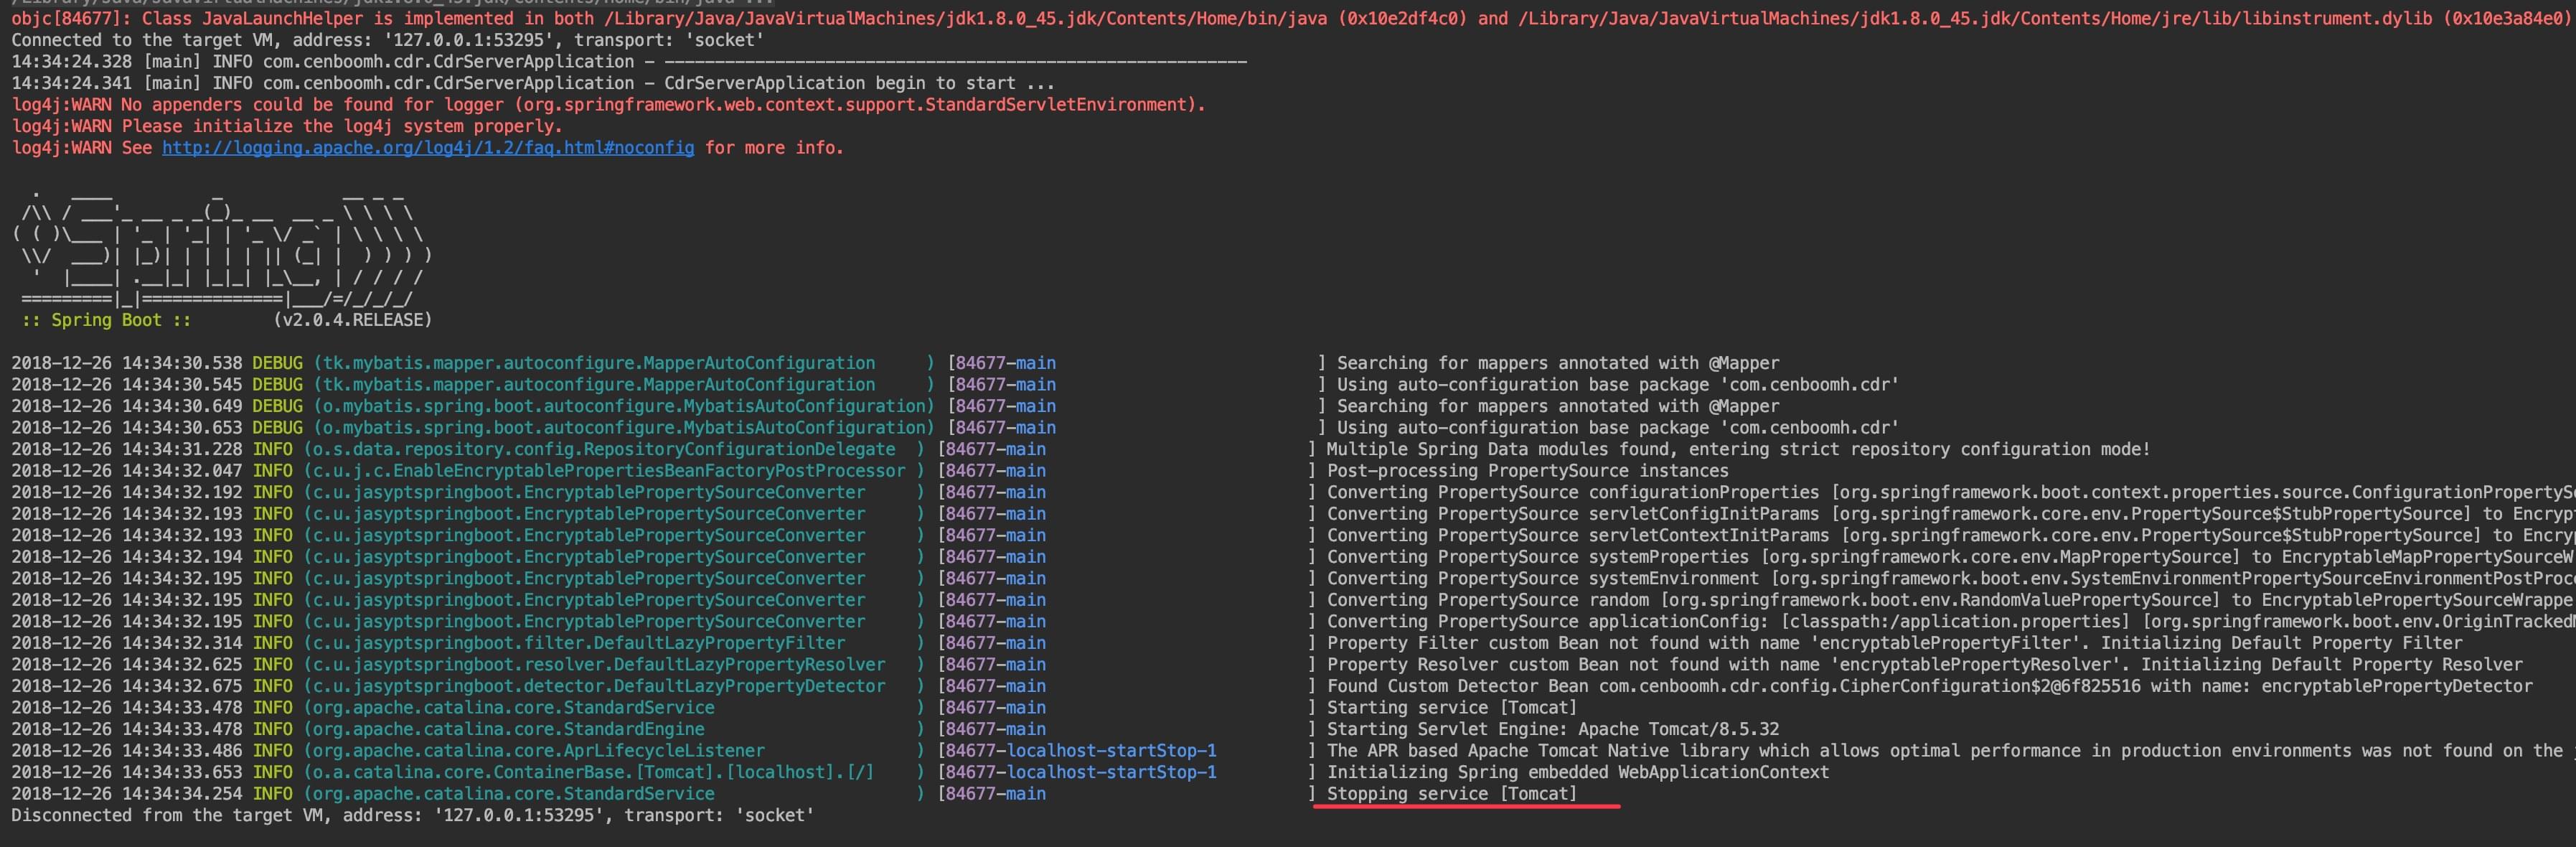 /Library/Java/JavaVirtualMachines/jdk1.8.0_45.jdk/Contents/Home/bin/java ...
objc[84677]: Class JavaLaunchHelper is implemented in both /Library/Java/JavaVirtualMachines/jdk1.8.0_45.jdk/Contents/Home/bin/java (0x10e2df4c0) and /Library/Java/JavaVirtualMachines/jdk1.8.0_45.jdk/Contents/Home/jre/lib/libinstrument.dylib (0x10e3a84e0)
Connected to the target VM, address: '127.0.0.1:53295', transport: 'socket'
14:34:24.328 [main] INFO com.cenboomh.cdr.CdrServerApplication - ----------------------------------------------------------
14:34:24.341 [main] INFO com.cenboomh.cdr.CdrServerApplication - CdrServerApplication begin to start ...
log4j:WARN No appenders could be found for logger (org.springframework.web.context.support.StandardServletEnvironment).
log4j:WARN Please initialize the log4j system properly.
log4j:WARN See http://logging.apache.org/log4j/1.2/faq.html#noconfig for more info.
  .   ____          _            __ _ _
 /\\ / ___'_ __ _ _(_)_ __  __ _ \ \ \ \
( ( )\___ | '_ | '_| | '_ \/ _` | \ \ \ \
 \\/  ___)| |_)| | | | | || (_| |  ) ) ) )
  '  |____| .__|_| |_|_| |_\__, | / / / /
 =========|_|==============|___/=/_/_/_/
 :: Spring Boot ::        (v2.0.4.RELEASE)
2018-12-26 14:34:30.538 DEBUG (tk.mybatis.mapper.autoconfigure.MapperAutoConfiguration     ) [84677-main                          ] Searching for mappers annotated with @Mapper
2018-12-26 14:34:30.545 DEBUG (tk.mybatis.mapper.autoconfigure.MapperAutoConfiguration     ) [84677-main                          ] Using auto-configuration base package 'com.cenboomh.cdr'
2018-12-26 14:34:30.649 DEBUG (o.mybatis.spring.boot.autoconfigure.MybatisAutoConfiguration) [84677-main                          ] Searching for mappers annotated with @Mapper
2018-12-26 14:34:30.653 DEBUG (o.mybatis.spring.boot.autoconfigure.MybatisAutoConfiguration) [84677-main                          ] Using auto-configuration base package 'com.cenboomh.cdr'
2018-12-26 14:34:31.228 INFO (o.s.data.repository.config.RepositoryConfigurationDelegate  ) [84677-main                          ] Multiple Spring Data modules found, entering strict repository configuration mode!
2018-12-26 14:34:32.047 INFO (c.u.j.c.EnableEncryptablePropertiesBeanFactoryPostProcessor ) [84677-main                          ] Post-processing PropertySource instances
2018-12-26 14:34:32.192 INFO (c.u.jasyptspringboot.EncryptablePropertySourceConverter     ) [84677-main                          ] Converting PropertySource configurationProperties [org.springframework.boot.context.properties.source.ConfigurationPropertyS
2018-12-26 14:34:32.193 INFO (c.u.jasyptspringboot.EncryptablePropertySourceConverter     ) [84677-main                          ] Converting PropertySource servletConfigInitParams [org.springframework.core.env.PropertySource$StubPropertySource] to Encrypt
2018-12-26 14:34:32.193 INFO (c.u.jasyptspringboot.EncryptablePropertySourceConverter     ) [84677-main                          ] Converting PropertySource servletContextInitParams [org.springframework.core.env.PropertySource$StubPropertySource] to Encry
2018-12-26 14:34:32.194 INFO (c.u.jasyptspringboot.EncryptablePropertySourceConverter     ) [84677-main                          ] Converting PropertySource systemProperties [org.springframework.core.env.MapPropertySource] to EncryptableMapPropertySourceW
2018-12-26 14:34:32.195 INFO (c.u.jasyptspringboot.EncryptablePropertySourceConverter     ) [84677-main                          ] Converting PropertySource systemEnvironment [org.springframework.boot.env.SystemEnvironmentPropertySourceEnvironmentPostProc
2018-12-26 14:34:32.195 INFO (c.u.jasyptspringboot.EncryptablePropertySourceConverter     ) [84677-main                          ] Converting PropertySource random [org.springframework.boot.env.RandomValuePropertySource] to EncryptablePropertySourceWrappe
2018-12-26 14:34:32.195 INFO (c.u.jasyptspringboot.EncryptablePropertySourceConverter     ) [84677-main                          ] Converting PropertySource applicationConfig: [classpath:/application.properties] [org.springframework.boot.env.OriginTracked
2018-12-26 14:34:32.314 INFO (c.u.jasyptspringboot.filter.DefaultLazyPropertyFilter       ) [84677-main                          ] Property Filter custom Bean not found with name 'encryptablePropertyFilter'. Initializing Default Property Filter
2018-12-26 14:34:32.625 INFO (c.u.jasyptspringboot.resolver.DefaultLazyPropertyResolver   ) [84677-main                          ] Property Resolver custom Bean not found with name 'encryptablePropertyResolver'. Initializing Default Property Resolver
2018-12-26 14:34:32.675 INFO (c.u.jasyptspringboot.detector.DefaultLazyPropertyDetector   ) [84677-main                          ] Found Custom Detector Bean com.cenboomh.cdr.config.CipherConfiguration$2@6f825516 with name: encryptablePropertyDetector
2018-12-26 14:34:33.478 INFO (org.apache.catalina.core.StandardService                    ) [84677-main                          ] Starting service [Tomcat]
2018-12-26 14:34:33.478 INFO (org.apache.catalina.core.StandardEngine                     ) [84677-main                          ] Starting Servlet Engine: Apache Tomcat/8.5.32
2018-12-26 14:34:33.486 INFO (org.apache.catalina.core.AprLifecycleListener               ) [84677-localhost-startStop-1         ] The APR based Apache Tomcat Native library which allows optimal performance in production environments was not found on the
2018-12-26 14:34:33.653 INFO (o.a.catalina.core.ContainerBase.[Tomcat].[localhost].[/]    ) [84677-localhost-startStop-1         ] Initializing Spring embedded WebApplicationContext
2018-12-26 14:34:34.254 INFO (org.apache.catalina.core.StandardService                    ) [84677-main                          ] Stopping service [Tomcat]
Disconnected from the target VM, address: '127.0.0.1:53295', transport: 'socket'